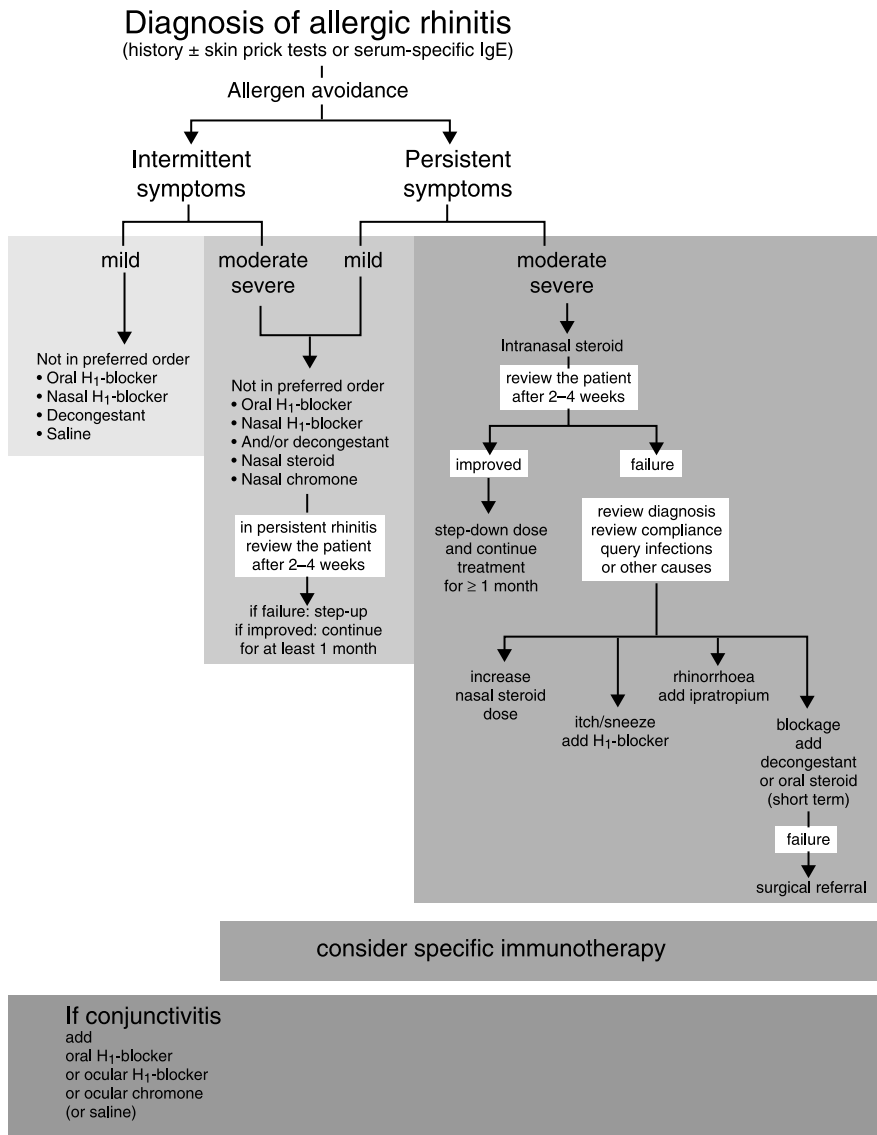 Diagnosis of allergic rhinitis
(history ± skin prick tests or serum-specific IgE)
Allergen avoidance
Intermittent
symptoms
Persistent
symptoms
mild
Not in preferred order
• Oral H₁-blocker
• Nasal H₁-blocker
• Decongestant
• Saline
moderate
severe
mild
Not in preferred order
• Oral H₁-blocker
• Nasal H₁-blocker
• And/or decongestant
• Nasal steroid
• Nasal chromone
in persistent rhinitis
review the patient
after 2–4 weeks
if failure: step-up
if improved: continue
for at least 1 month
moderate
severe
Intranasal steroid
review the patient
after 2–4 weeks
improved
step-down dose
and continue
treatment
for ≥ 1 month
failure
review diagnosis
review compliance
query infections
or other causes
increase
nasal steroid
dose
itch/sneeze
add H₁-blocker
rhinorrhoea
add ipratropium
blockage
add
decongestant
or oral steroid
(short term)
failure
surgical referral
consider specific immunotherapy
If conjunctivitis
add
oral H₁-blocker
or ocular H₁-blocker
or ocular chromone
(or saline)